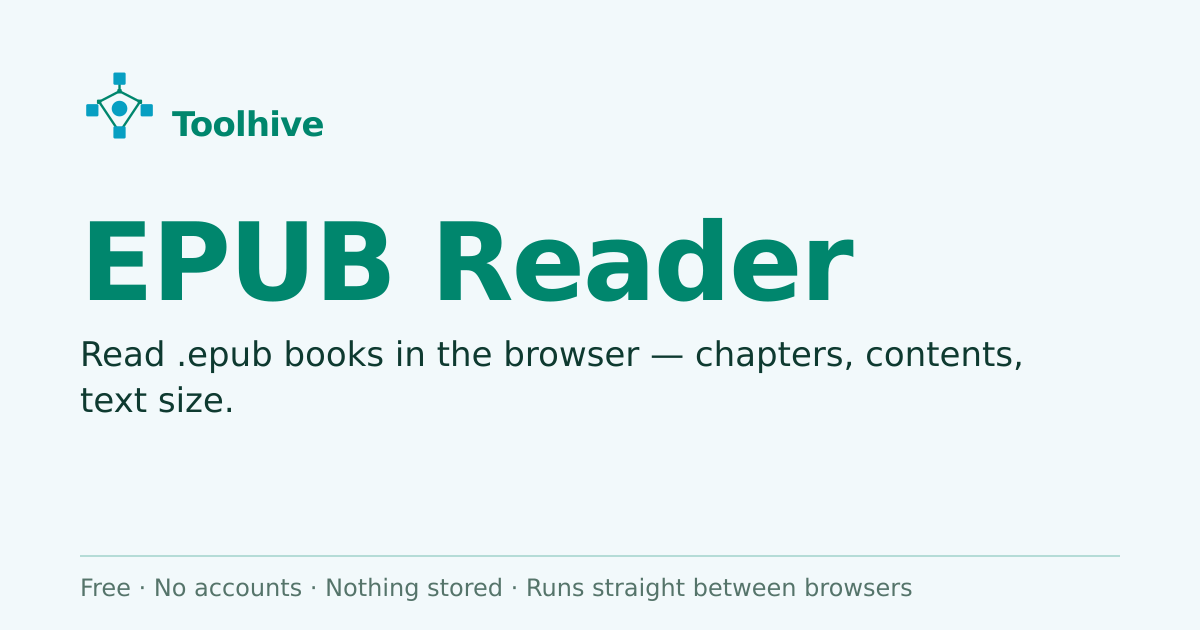 Toolhive
EPUB Reader
Read .epub books in the browser — chapters, contents,
text size.
Free · No accounts · Nothing stored · Runs straight between browsers